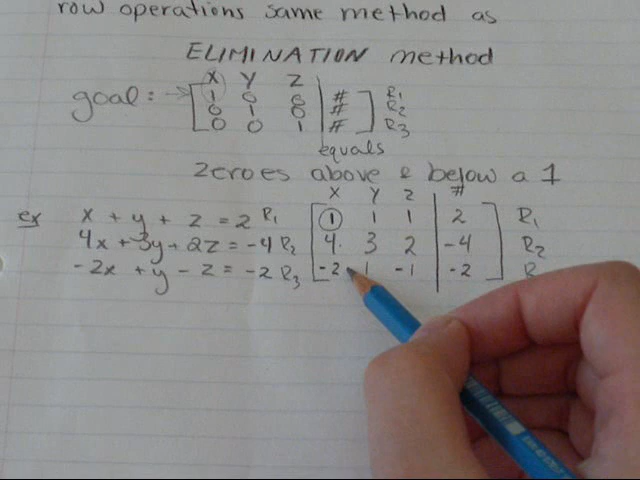 row operations same method as
ELIMINATION method
X Y Z
goal: → [ 1 0 0 | # ] R1
0 1 0 | # R2
0 0 1 | # R3
equals
zeroes above & below a 1
X Y Z #
ex x + y + z = 2 R1 [ 1 1 1 | 2 ] R1
4x + 3y + 2z = -4 R2 4 3 2 | -4 R2
-2x + y - z = -2 R3 -2 1 -1 | -2 R